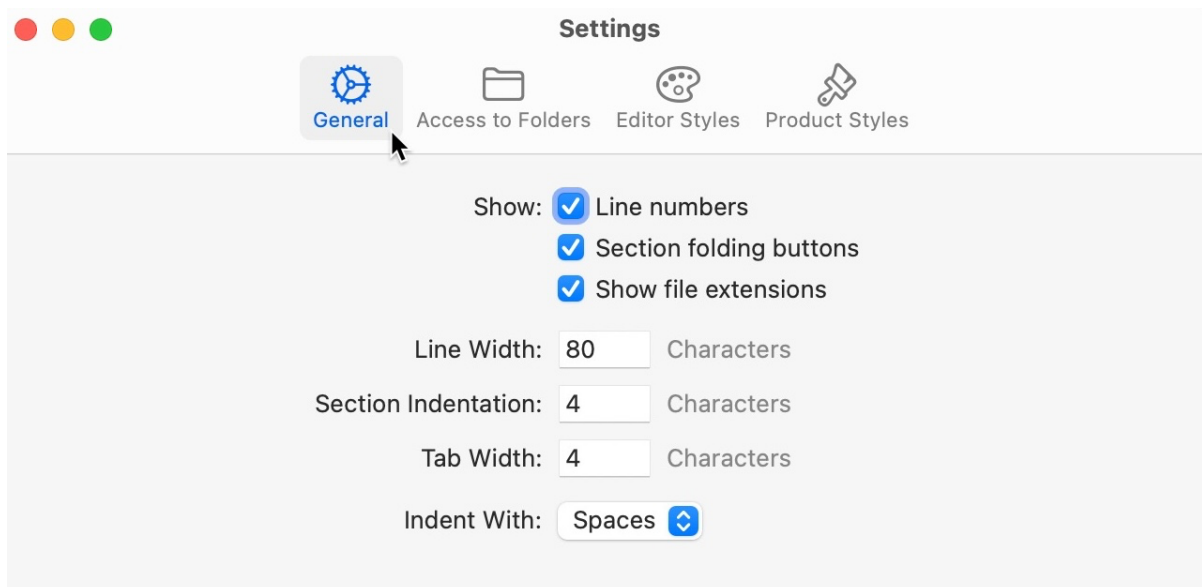 Settings
General Access to Folders Editor Styles Product Styles
Show: Line numbers
Section folding buttons
Show file extensions
Line Width: 80 Characters
Section Indentation: 4 Characters
Tab Width: 4 Characters
Indent With: Spaces